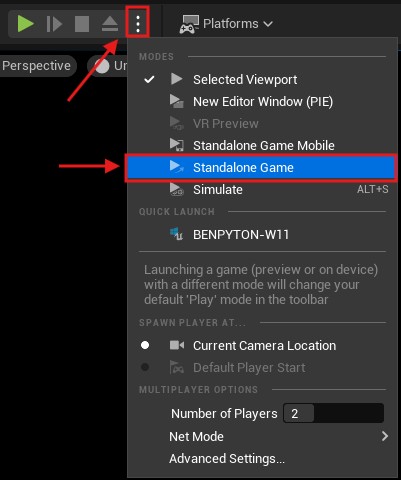 Platforms
Perspective
Un
MODES
Selected Viewport
New Editor Window (PIE)
VR Preview
Standalone Game Mobile
Standalone Game
Simulate ALT+S
QUICK LAUNCH
BENPYTON-W11
Launching a game (preview or on device)
with a different mode will change your
default 'Play' mode in the toolbar
SPAWN PLAYER AT...
Current Camera Location
Default Player Start
MULTIPLAYER OPTIONS
Number of Players 2
Net Mode
Advanced Settings...